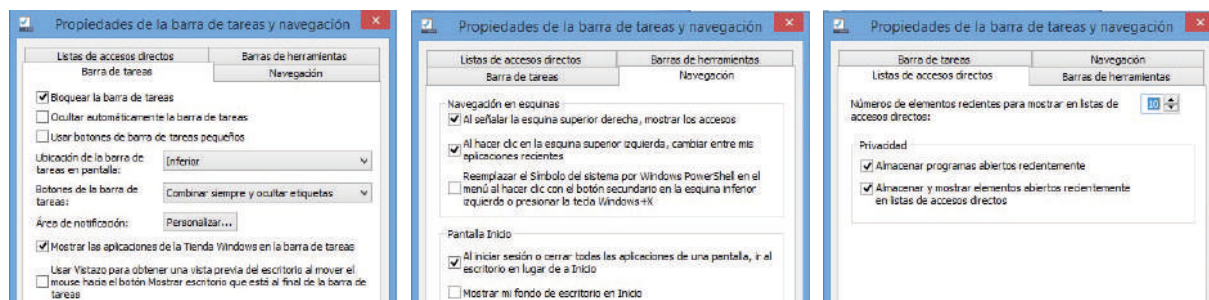 Propiedades de la barra de tareas y navegación
Listas de accesos directos
Barras de herramientas
Barra de tareas
Navegación
Bloquear la barra de tareas
Ocultar automáticamente la barra de tareas
Usar botones de barra de tareas pequeños
Ubicación de la barra de
tareas en pantalla:
Inferior
Botones de la barra de
tareas:
Combinar siempre y ocultar etiquetas
Área de notificación:
Personalizar...
Mostrar las aplicaciones de la Tienda Windows en la barra de tareas
Usar Vistazo para obtener una vista previa del escritorio al mover el
mouse hacia el botón Mostrar escritorio que está al final de la barra de
tareas
Propiedades de la barra de tareas y navegación
Listas de accesos directos
Barras de herramientas
Barra de tareas
Navegación
Navegación en esquinas
Al señalar la esquina superior derecha, mostrar los accesos
Al hacer clic en la esquina superior izquierda, cambiar entre mis
aplicaciones recientes
Reemplazar el Símbolo del sistema por Windows PowerShell en el
menú al hacer clic con el botón secundario en la esquina inferior
izquierda o presionar la tecla Windows+X
Pantalla Inicio
Al iniciar sesión o cerrar todas las aplicaciones de una pantalla, ir al
escritorio en lugar de a Inicio
Mostrar mi fondo de escritorio en Inicio
Propiedades de la barra de tareas y navegación
Barra de tareas
Navegación
Listas de accesos directos
Barras de herramientas
Números de elementos recientes para mostrar en listas de
accesos directos:
10
Privacidad
Almacenar programas abiertos recientemente
Almacenar y mostrar elementos abiertos recientemente
en listas de accesos directos